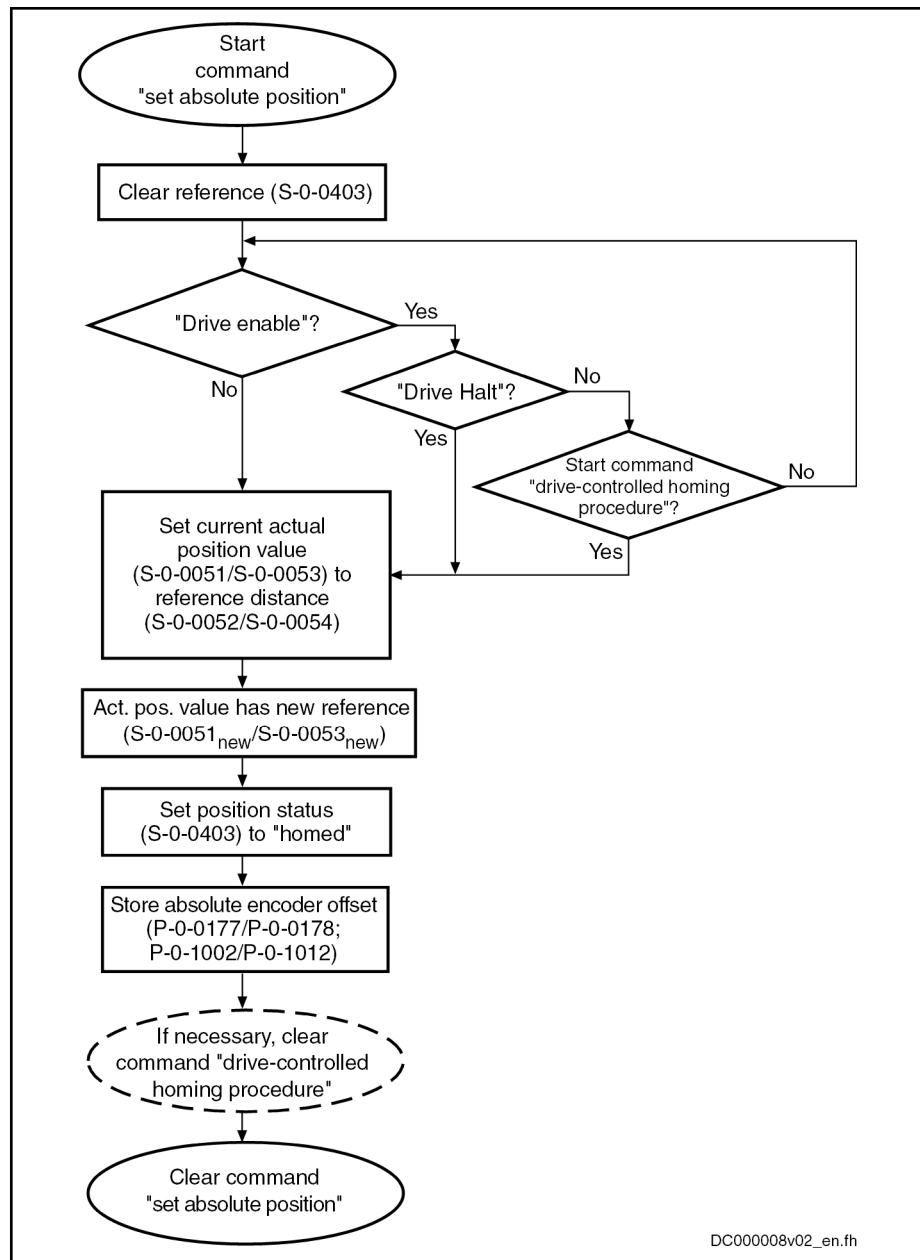 Start
command
"set absolute position"
Clear reference (S-0-0403)
"Drive enable"?
Yes
No
"Drive Halt"?
No
Yes
Start command
"drive-controlled homing
procedure"?
No
Yes
Set current actual
position value
(S-0-0051/S-0-0053) to
reference distance
(S-0-0052/S-0-0054)
Act. pos. value has new reference
(S-0-0051new/S-0-0053new)
Set position status
(S-0-0403) to "homed"
Store absolute encoder offset
(P-0-0177/P-0-0178;
P-0-1002/P-0-1012)
If necessary, clear
command "drive-controlled
homing procedure"
Clear command
"set absolute position"
DC000008v02_en.fh